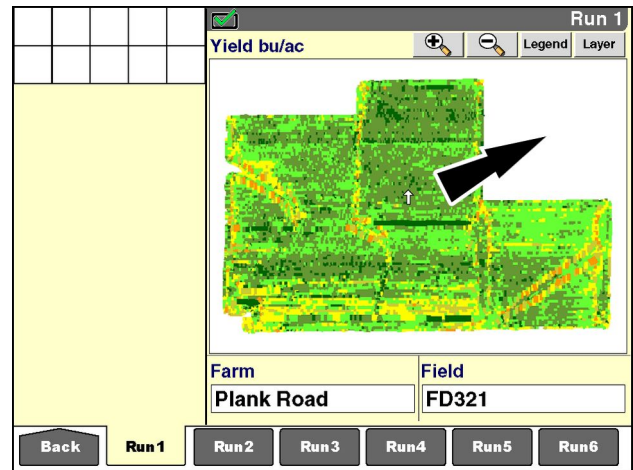 Run 1
Yield bu/ac
Legend
Layer
Farm
Field
Plank Road
FD321
Back
Run1
Run2
Run3
Run4
Run5
Run6